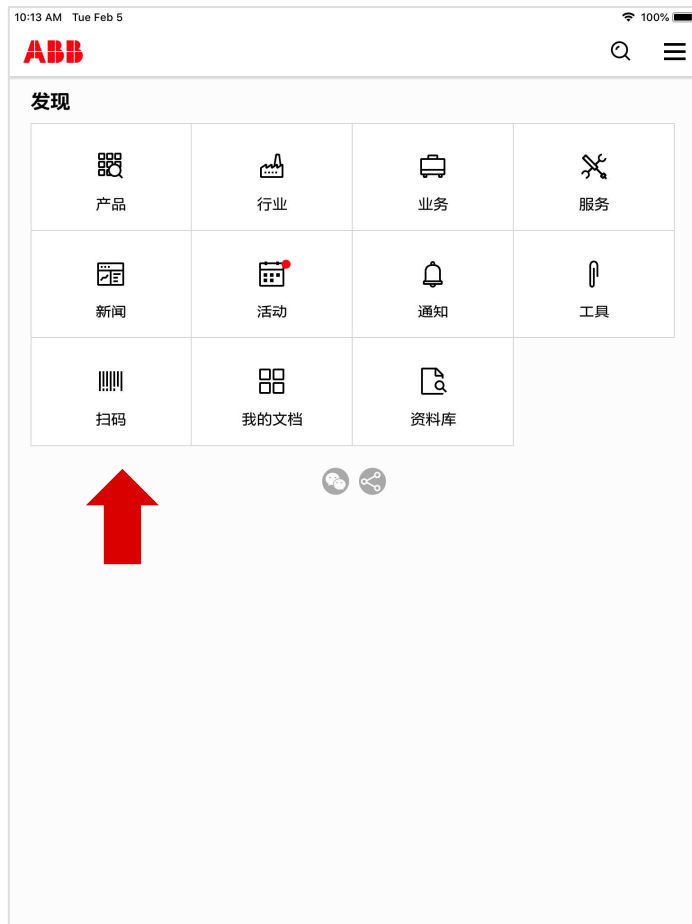 10:13 AM Tue Feb 5 100%
ABB
发现
产品 行业 业务 服务
新闻 活动 通知 工具
扫码 我的文档 资料库